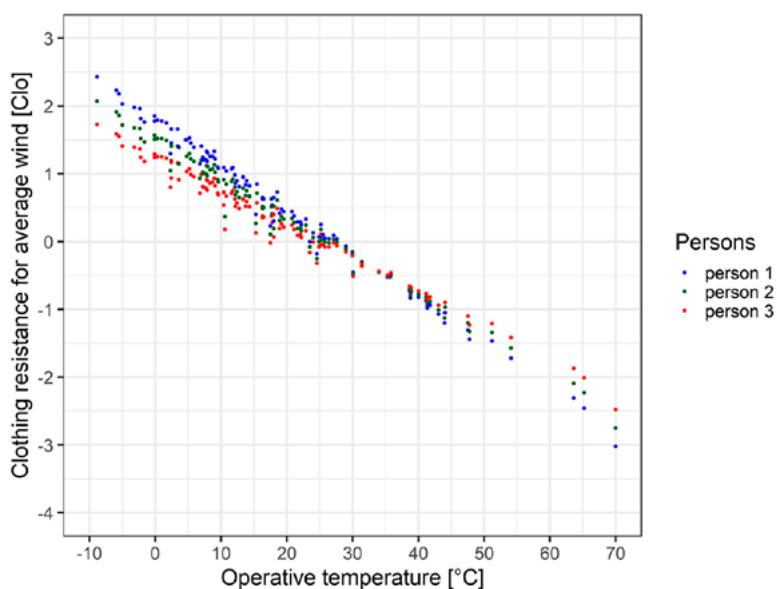 Clothing resistance for average wind [Clo]
3
2
1
0
-1
-2
-3
-4
-10 0 10 20 30 40 50 60 70
Operative temperature [°C]
Persons
person 1
person 2
person 3